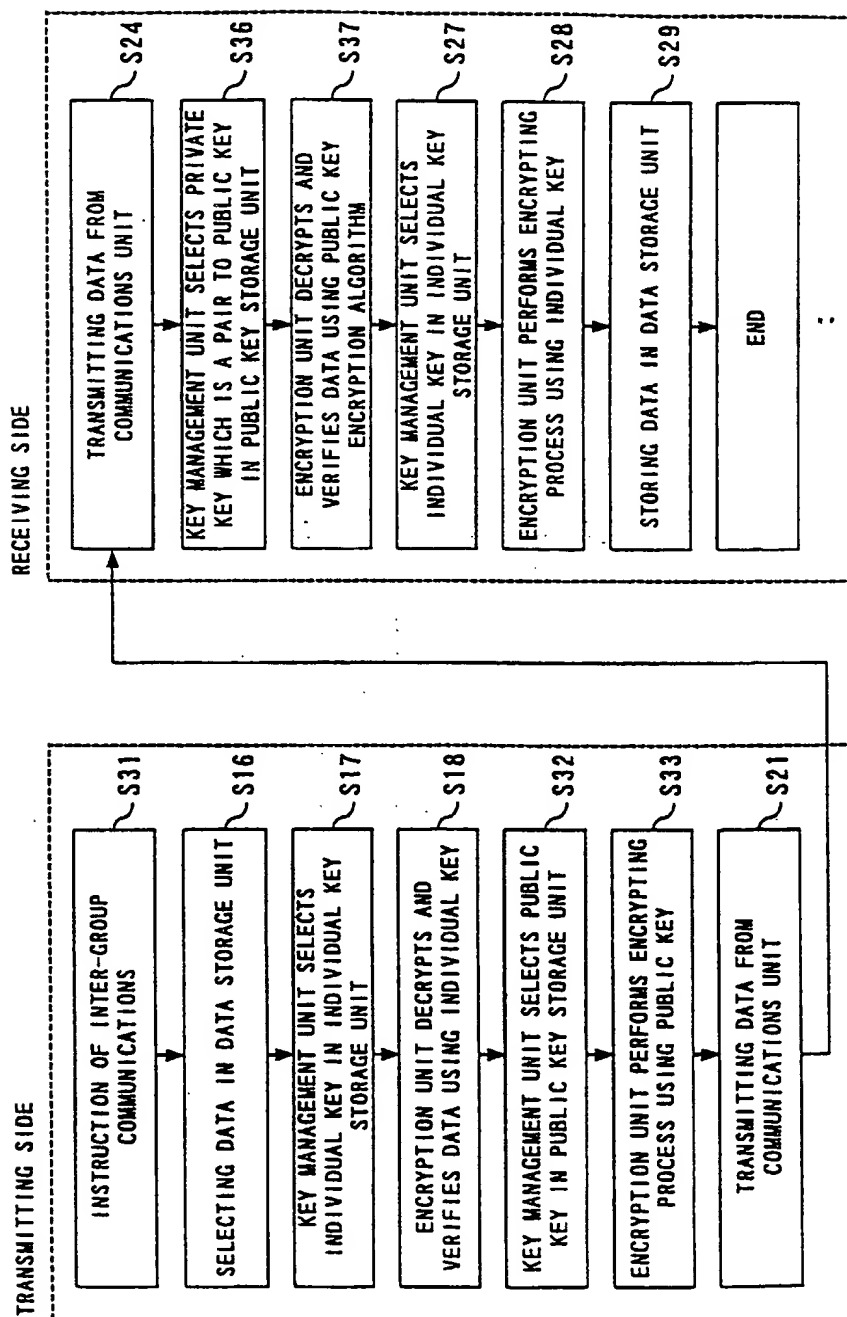 TRANSMITTING SIDE
INSTRUCTION OF INTER-GROUP
COMMUNICATIONS
S31
SELECTING DATA IN DATA STORAGE UNIT
S16
KEY MANAGEMENT UNIT SELECTS
INDIVIDUAL KEY IN INDIVIDUAL KEY
STORAGE UNIT
S17
ENCRYPTION UNIT DECRYPTS AND
VERIFIES DATA USING INDIVIDUAL KEY
S18
KEY MANAGEMENT UNIT SELECTS PUBLIC
KEY IN PUBLIC KEY STORAGE UNIT
S32
ENCRYPTION UNIT PERFORMS ENCRYPTING
PROCESS USING PUBLIC KEY
S33
TRANSMITTING DATA FROM
COMMUNICATIONS UNIT
S21
RECEIVING SIDE
TRANSMITTING DATA FROM
COMMUNICATIONS UNIT
S24
KEY MANAGEMENT UNIT SELECTS PRIVATE
KEY WHICH IS A PAIR TO PUBLIC KEY
IN PUBLIC KEY STORAGE UNIT
S36
ENCRYPTION UNIT DECRYPTS AND
VERIFIES DATA USING PUBLIC KEY
ENCRYPTION ALGORITHM
S37
KEY MANAGEMENT UNIT SELECTS
INDIVIDUAL KEY IN INDIVIDUAL KEY
STORAGE UNIT
S27
ENCRYPTION UNIT PERFORMS ENCRYPTING
PROCESS USING INDIVIDUAL KEY
S28
STORING DATA IN DATA STORAGE UNIT
S29
END